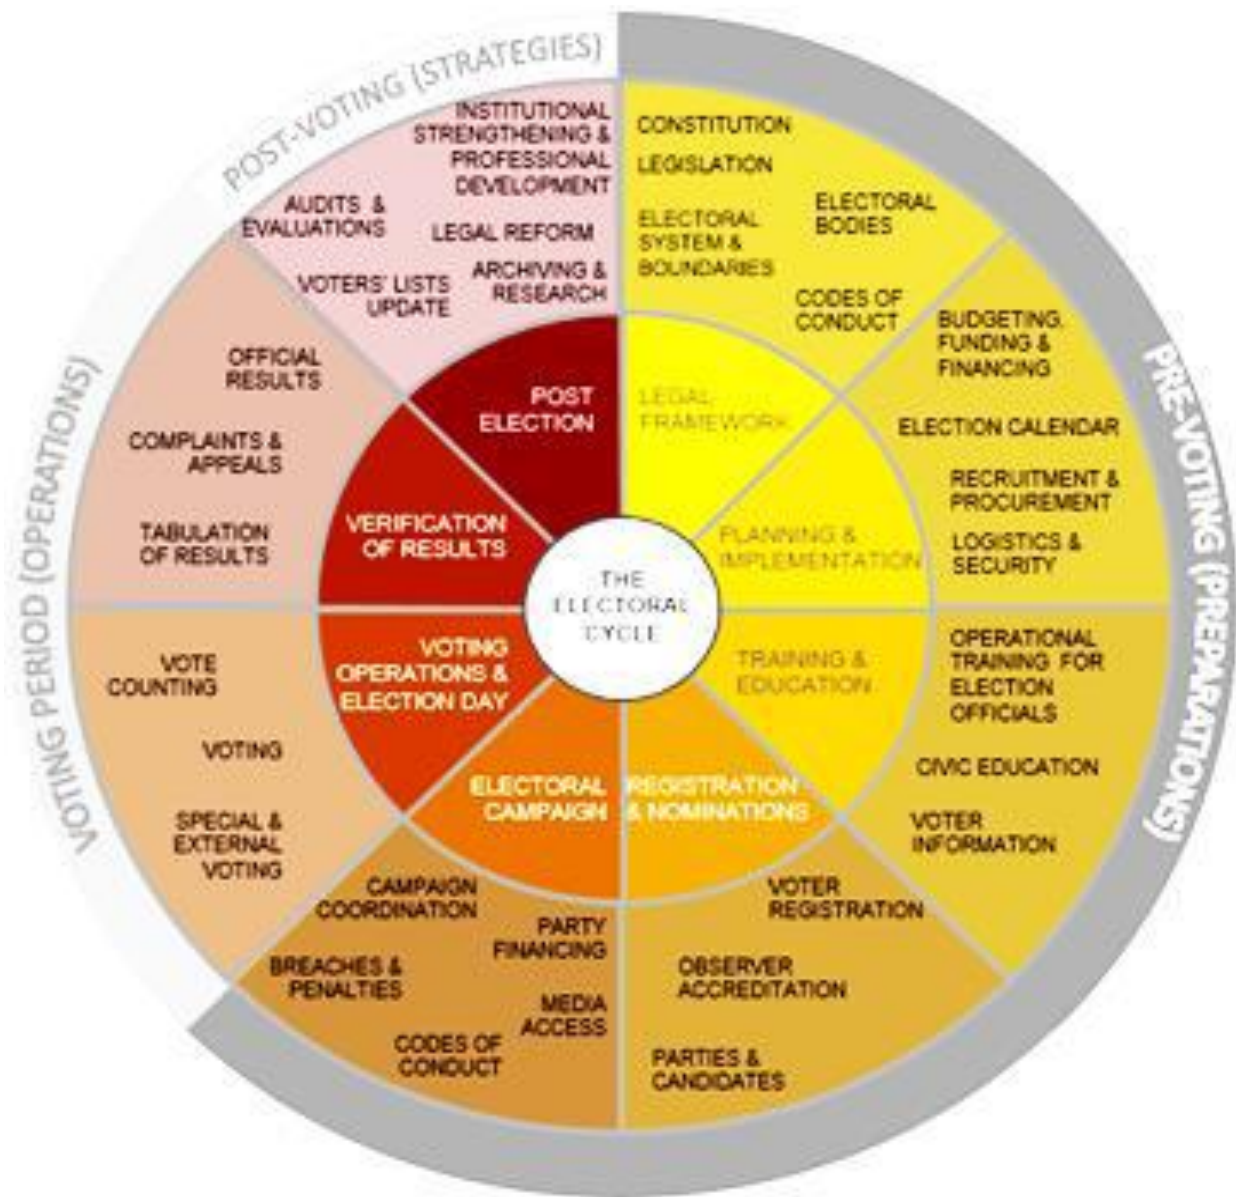 POST-VOTING (STRATEGIES)
PRE-VOTING (PREPARATIONS)
VOTING PERIOD (OPERATIONS)
THE
ELECTORAL
CYCLE
LEGAL
FRAMEWORK
CONSTITUTION
LEGISLATION
ELECTORAL
SYSTEM &
BOUNDARIES
ELECTORAL
BODIES
CODES OF
CONDUCT
PLANNING &
IMPLEMENTATION
BUDGETING,
FUNDING &
FINANCING
ELECTION CALENDAR
RECRUITMENT &
PROCUREMENT
LOGISTICS &
SECURITY
TRAINING &
EDUCATION
OPERATIONAL
TRAINING FOR
ELECTION
OFFICIALS
CIVIC EDUCATION
VOTER
INFORMATION
REGISTRATION
& NOMINATIONS
VOTER
REGISTRATION
OBSERVER
ACCREDITATION
PARTIES &
CANDIDATES
ELECTORAL
CAMPAIGN
CAMPAIGN
COORDINATION
PARTY
FINANCING
BREACHES &
PENALTIES
MEDIA
ACCESS
CODES OF
CONDUCT
VOTING
OPERATIONS &
ELECTION DAY
VOTE
COUNTING
VOTING
SPECIAL &
EXTERNAL
VOTING
VERIFICATION
OF RESULTS
OFFICIAL
RESULTS
COMPLAINTS &
APPEALS
TABULATION
OF RESULTS
POST
ELECTION
INSTITUTIONAL
STRENGTHENING &
PROFESSIONAL
DEVELOPMENT
AUDITS &
EVALUATIONS
LEGAL REFORM
VOTERS' LISTS
UPDATE
ARCHIVING &
RESEARCH